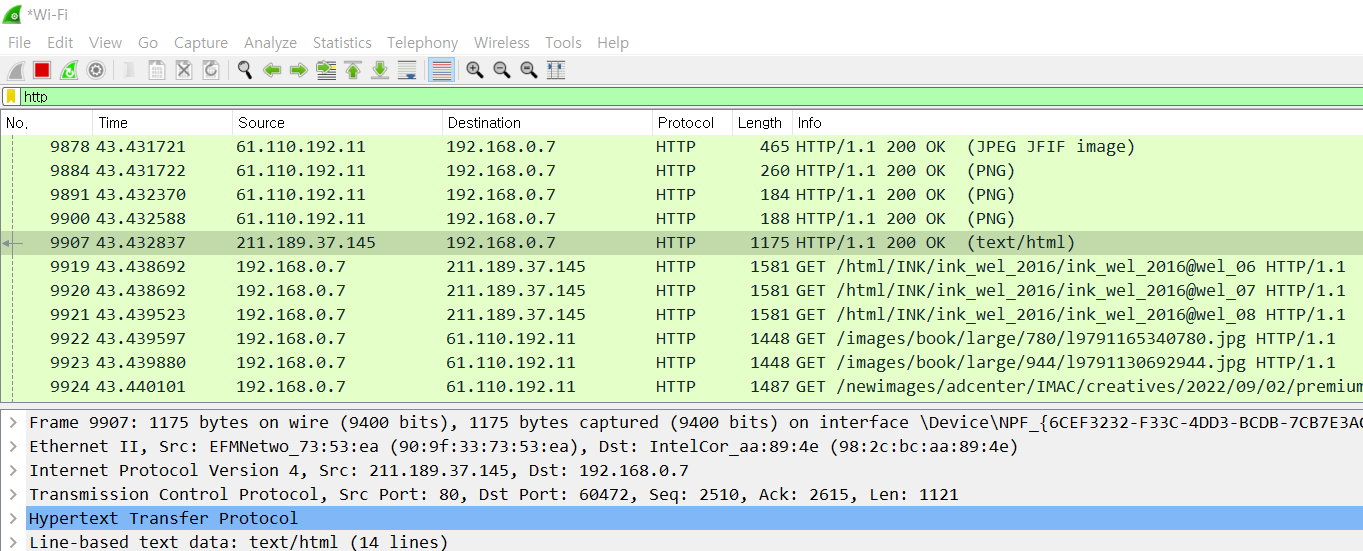 *Wi-Fi
File Edit View Go Capture Analyze Statistics Telephony Wireless Tools Help
http
No. Time Source Destination Protocol Length Info
9878 43.431721 61.110.192.11 192.168.0.7 HTTP 465 HTTP/1.1 200 OK (JPEG JFIF image)
9884 43.431722 61.110.192.11 192.168.0.7 HTTP 260 HTTP/1.1 200 OK (PNG)
9891 43.432370 61.110.192.11 192.168.0.7 HTTP 184 HTTP/1.1 200 OK (PNG)
9900 43.432588 61.110.192.11 192.168.0.7 HTTP 188 HTTP/1.1 200 OK (PNG)
9907 43.432837 211.189.37.145 192.168.0.7 HTTP 1175 HTTP/1.1 200 OK (text/html)
9919 43.438692 192.168.0.7 211.189.37.145 HTTP 1581 GET /html/INK/ink_wel_2016/ink_wel_2016@wel_06 HTTP/1.1
9920 43.438692 192.168.0.7 211.189.37.145 HTTP 1581 GET /html/INK/ink_wel_2016/ink_wel_2016@wel_07 HTTP/1.1
9921 43.439523 192.168.0.7 211.189.37.145 HTTP 1581 GET /html/INK/ink_wel_2016/ink_wel_2016@wel_08 HTTP/1.1
9922 43.439597 192.168.0.7 61.110.192.11 HTTP 1448 GET /images/book/large/780/l9791165340780.jpg HTTP/1.1
9923 43.439880 192.168.0.7 61.110.192.11 HTTP 1448 GET /images/book/large/944/l9791130692944.jpg HTTP/1.1
9924 43.440101 192.168.0.7 61.110.192.11 HTTP 1487 GET /newimages/adcenter/IMAC/creatives/2022/09/02/premium
Frame 9907: 1175 bytes on wire (9400 bits), 1175 bytes captured (9400 bits) on interface \Device\NPF_{6CEF3232-F33C-4DD3-BCDB-7CB7E3AC
Ethernet II, Src: EFMNetwo_73:53:ea (90:9f:33:73:53:ea), Dst: IntelCor_aa:89:4e (98:2c:bc:aa:89:4e)
Internet Protocol Version 4, Src: 211.189.37.145, Dst: 192.168.0.7
Transmission Control Protocol, Src Port: 80, Dst Port: 60472, Seq: 2510, Ack: 2615, Len: 1121
Hypertext Transfer Protocol
Line-based text data: text/html (14 lines)